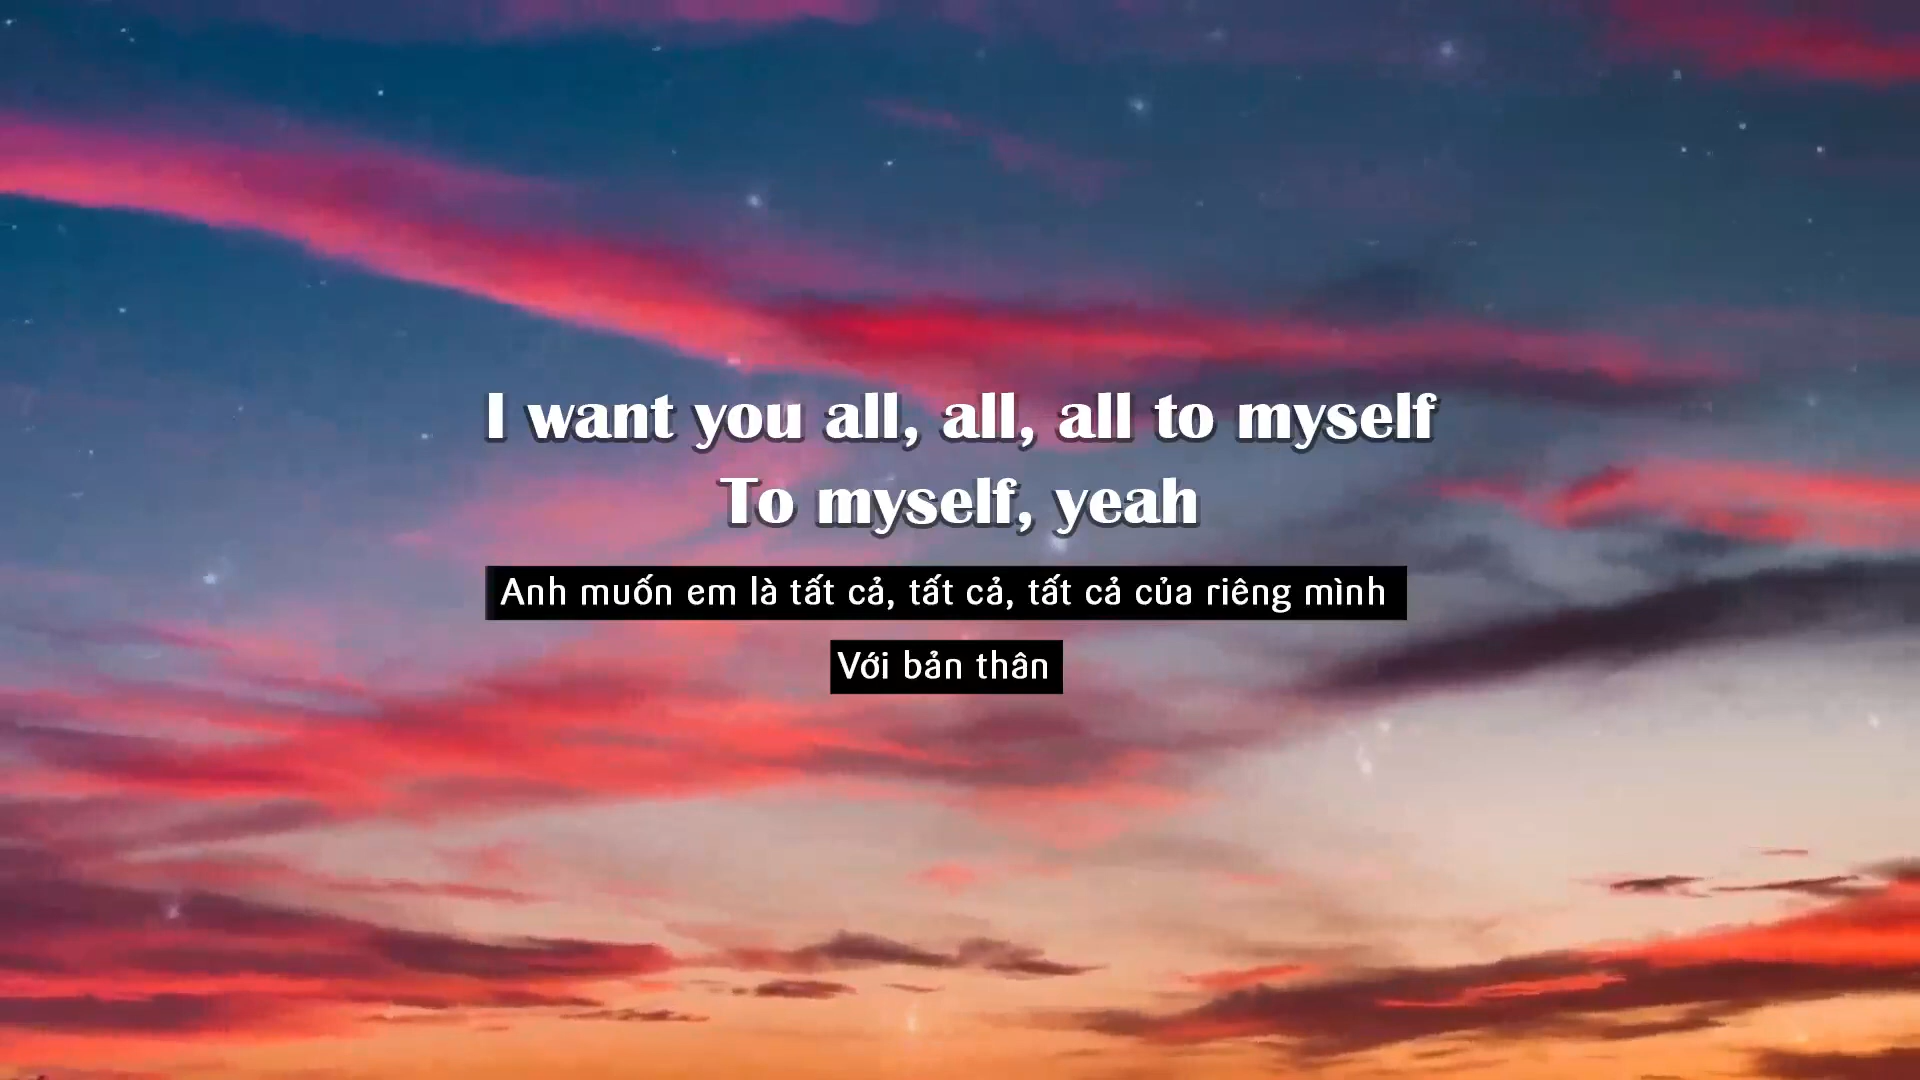 I want you all, all, all to myself
To myself, yeah
Anh muốn em là tất cả, tất cả, tất cả của riêng mình
Với bản thân